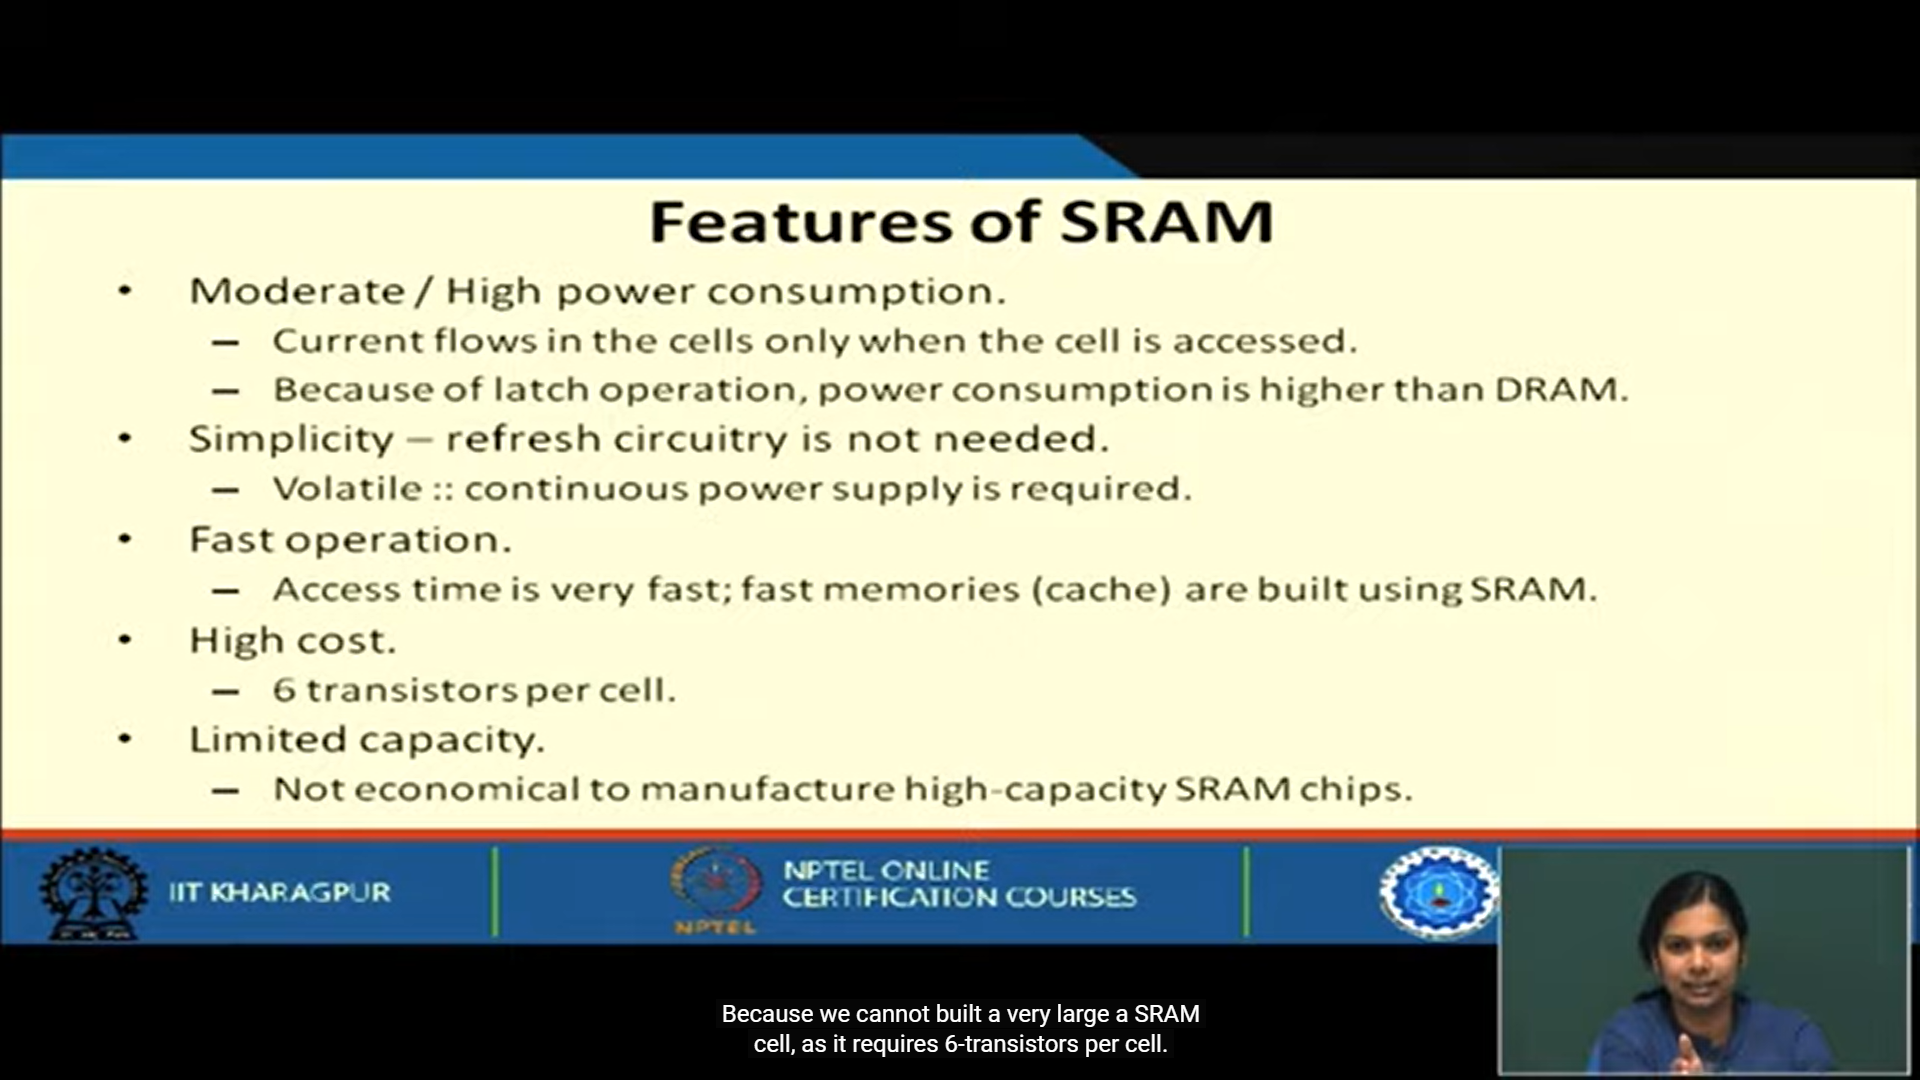 Features of SRAM
• Moderate / High power consumption.
– Current flows in the cells only when the cell is accessed.
– Because of latch operation, power consumption is higher than DRAM.
• Simplicity – refresh circuitry is not needed.
– Volatile :: continuous power supply is required.
• Fast operation.
– Access time is very fast; fast memories (cache) are built using SRAM.
• High cost.
– 6 transistors per cell.
• Limited capacity.
– Not economical to manufacture high-capacity SRAM chips.
IIT KHARAGPUR
NPTEL
NPTEL ONLINE
CERTIFICATION COURSES
Because we cannot built a very large a SRAM
cell, as it requires 6-transistors per cell.